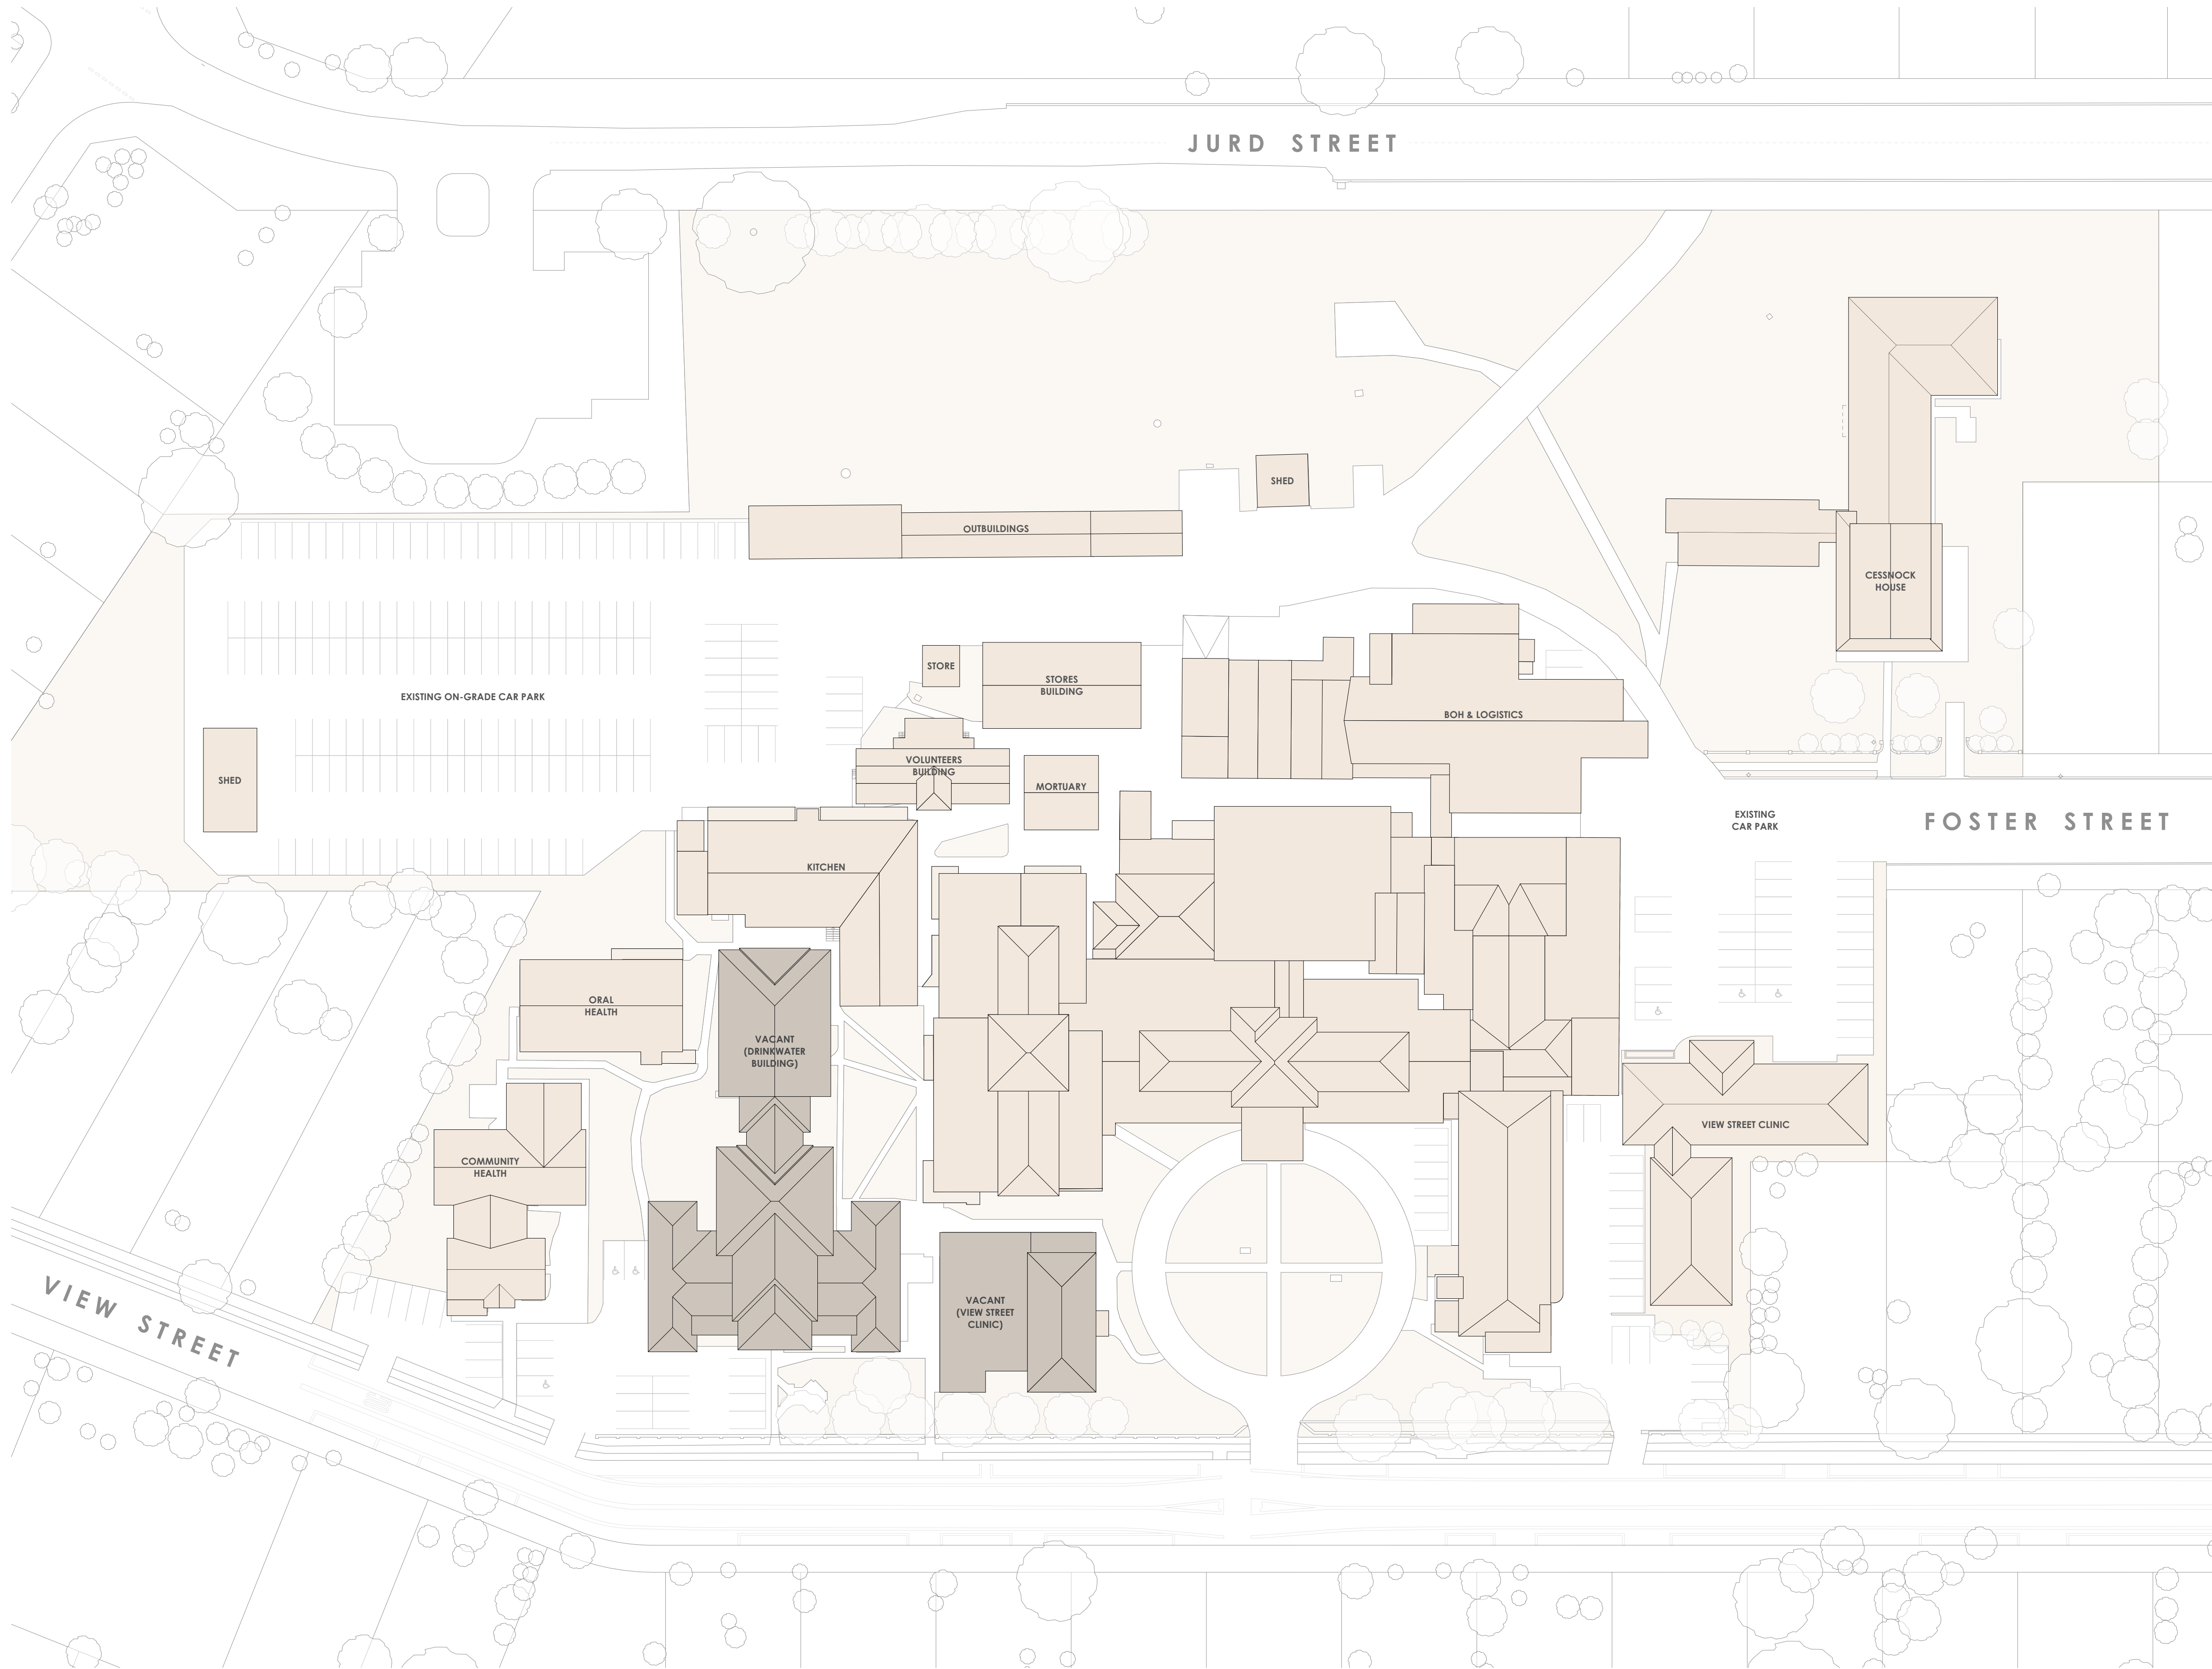 JURD STREET
SHED
OUTBUILDINGS
CESSNOCK
HOUSE
STORE
STORES
BUILDING
EXISTING ON-GRADE CAR PARK
BOH & LOGISTICS
VOLUNTEERS
BUILDING
SHED
MORTUARY
EXISTING
CAR PARK
FOSTER STREET
KITCHEN
ORAL
HEALTH
VACANT
(DRINKWATER
BUILDING)
VIEW STREET CLINIC
COMMUNITY
HEALTH
VACANT
(VIEW STREET
CLINIC)
VIEW STREET